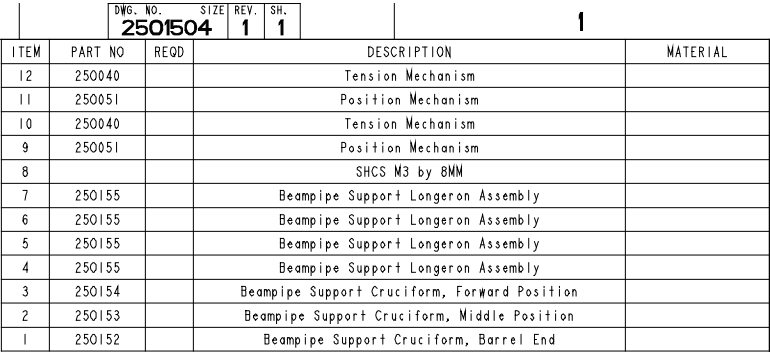 DWG. NO. SIZE REV. SH.
2501504 1 1 1
ITEM PART NO REQD DESCRIPTION MATERIAL
12 250040 Tension Mechanism
11 250051 Position Mechanism
10 250040 Tension Mechanism
9 250051 Position Mechanism
8 SHCS M3 by 8MM
7 250155 Beampipe Support Longeron Assembly
6 250155 Beampipe Support Longeron Assembly
5 250155 Beampipe Support Longeron Assembly
4 250155 Beampipe Support Longeron Assembly
3 250154 Beampipe Support Cruciform, Forward Position
2 250153 Beampipe Support Cruciform, Middle Position
1 250152 Beampipe Support Cruciform, Barrel End